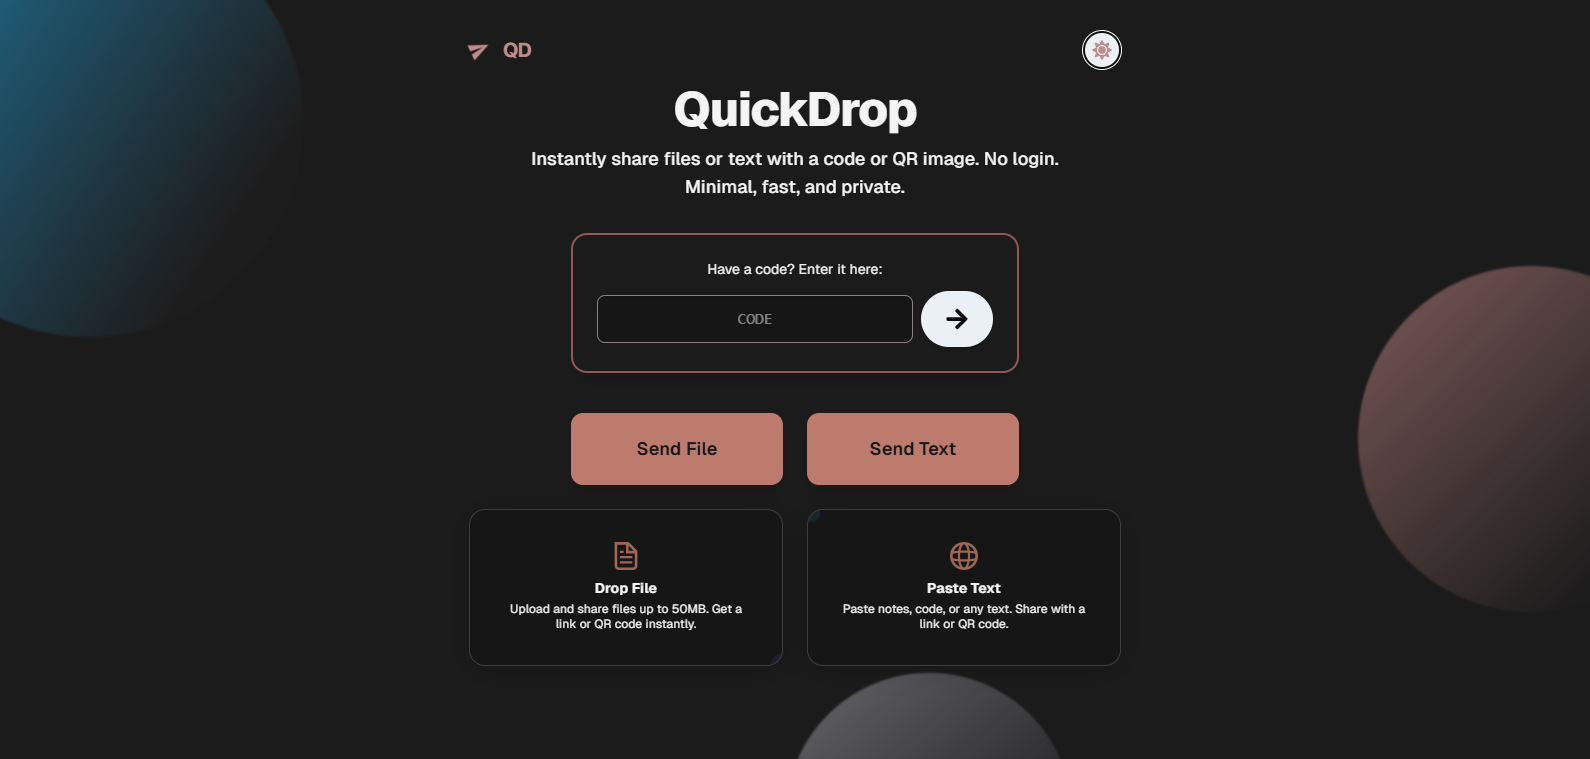 QD
QuickDrop
Instantly share files or text with a code or QR image. No login.
Minimal, fast, and private.
Have a code? Enter it here:
CODE
Send File
Send Text
Drop File
Upload and share files up to 50MB. Get a
link or QR code instantly.
Paste Text
Paste notes, code, or any text. Share with a
link or QR code.